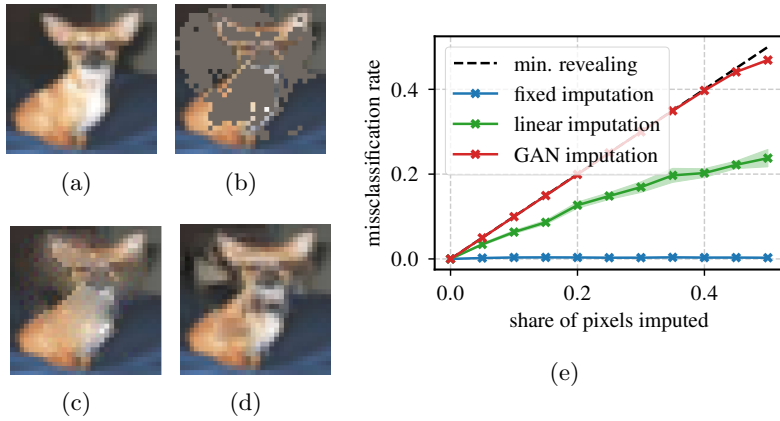 (a)
(b)
(c)
(d)
missclassification rate
0.4
0.2
0.0
min. revealing
fixed imputation
linear imputation
GAN imputation
0.0 0.2 0.4
share of pixels imputed
(e)